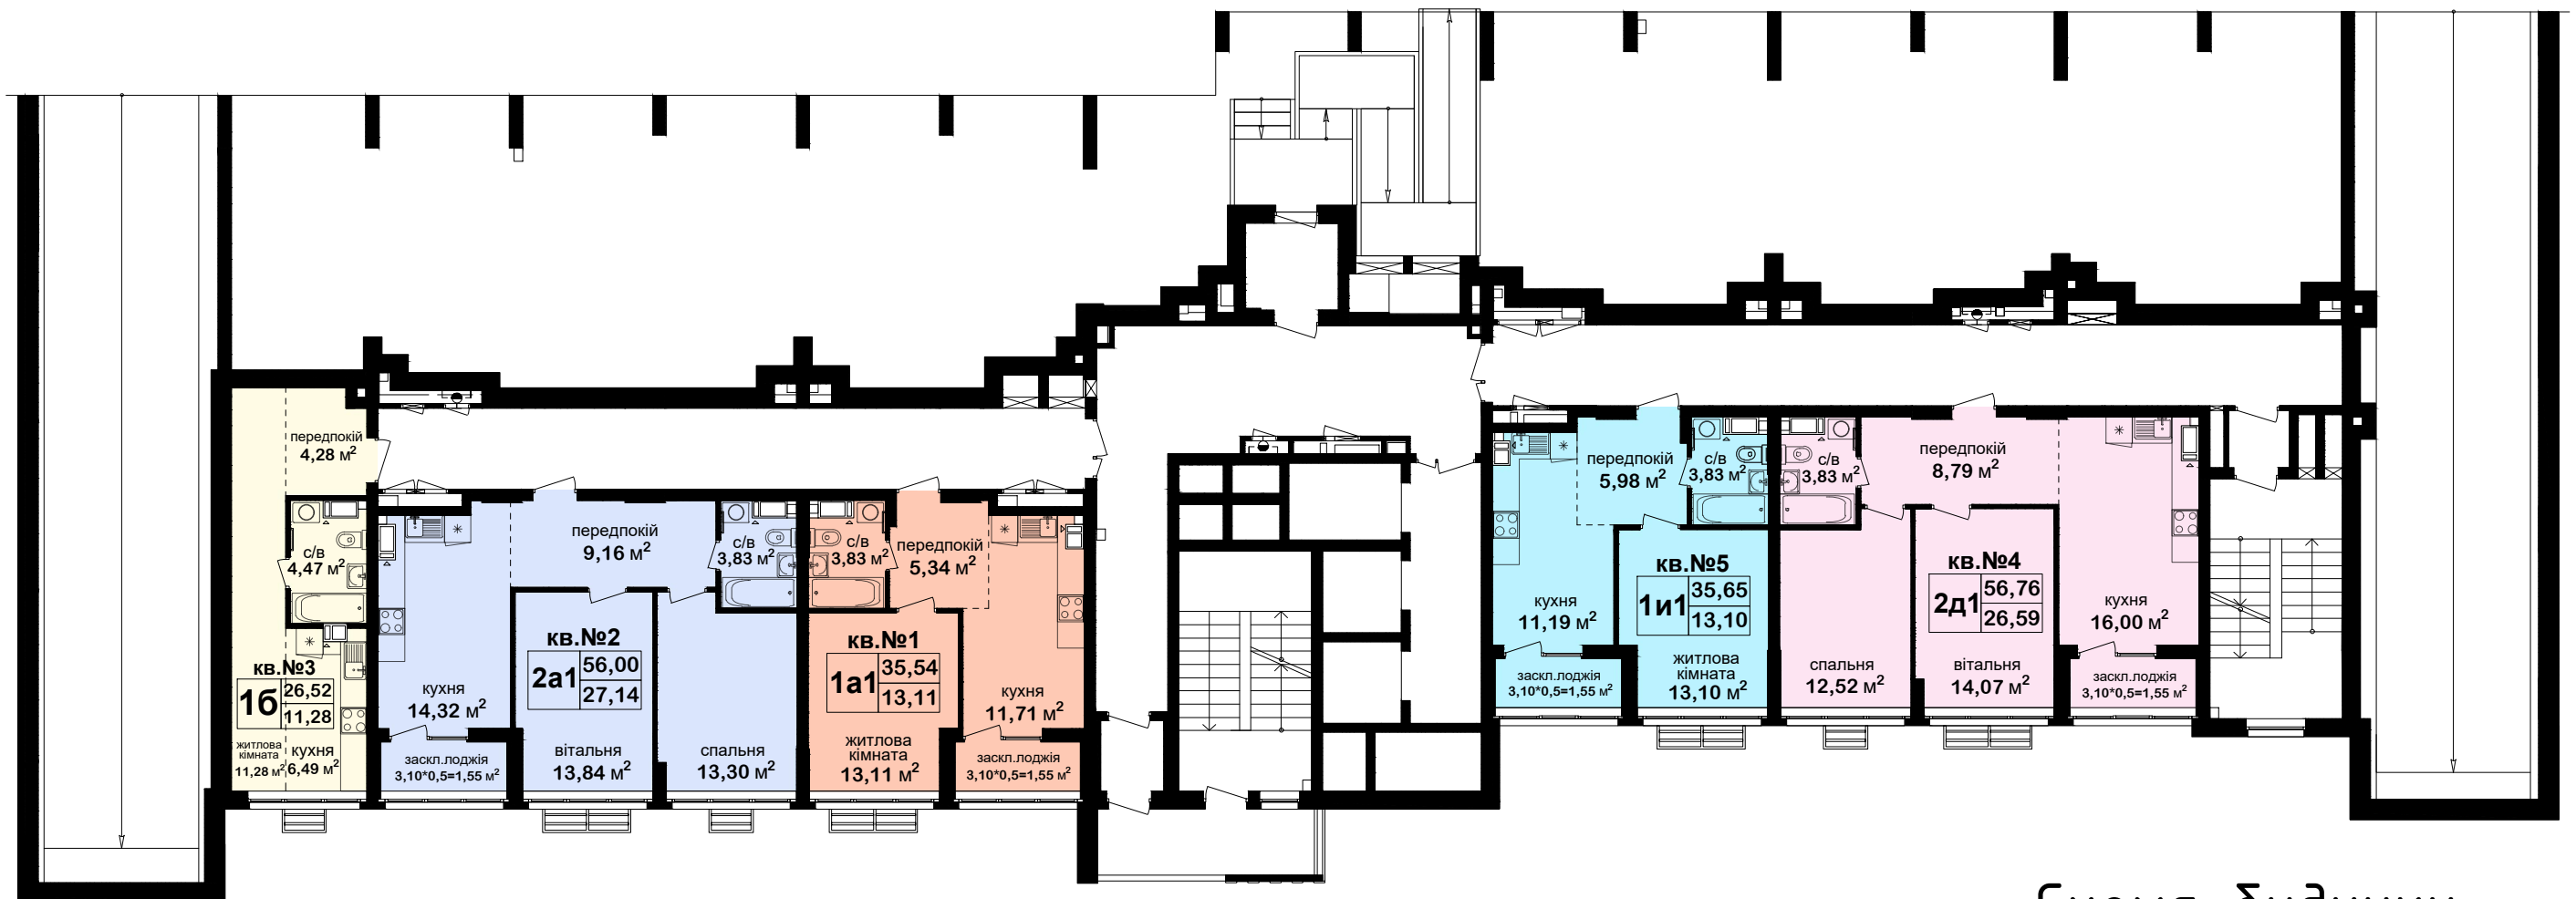 передпокій
4,28 м²
с/в
4,47 м²
кв.№3
1б
26,52
11,28
житлова
кімната
11,28 м²
кухня
6,49 м²
передпокій
9,16 м²
с/в
3,83 м²
кв.№2
2а1
56,00
27,14
кухня
14,32 м²
заскл.лоджія
3,10*0,5=1,55 м²
вітальня
13,84 м²
спальня
13,30 м²
с/в
3,83 м²
передпокій
5,34 м²
кв.№1
1а1
35,54
13,11
житлова
кімната
13,11 м²
кухня
11,71 м²
заскл.лоджія
3,10*0,5=1,55 м²
передпокій
5,98 м²
с/в
3,83 м²
кв.№5
1и1
35,65
13,10
кухня
11,19 м²
заскл.лоджія
3,10*0,5=1,55 м²
житлова
кімната
13,10 м²
с/в
3,83 м²
передпокій
8,79 м²
кв.№4
2д1
56,76
26,59
кухня
16,00 м²
спальня
12,52 м²
вітальня
14,07 м²
заскл.лоджія
3,10*0,5=1,55 м²